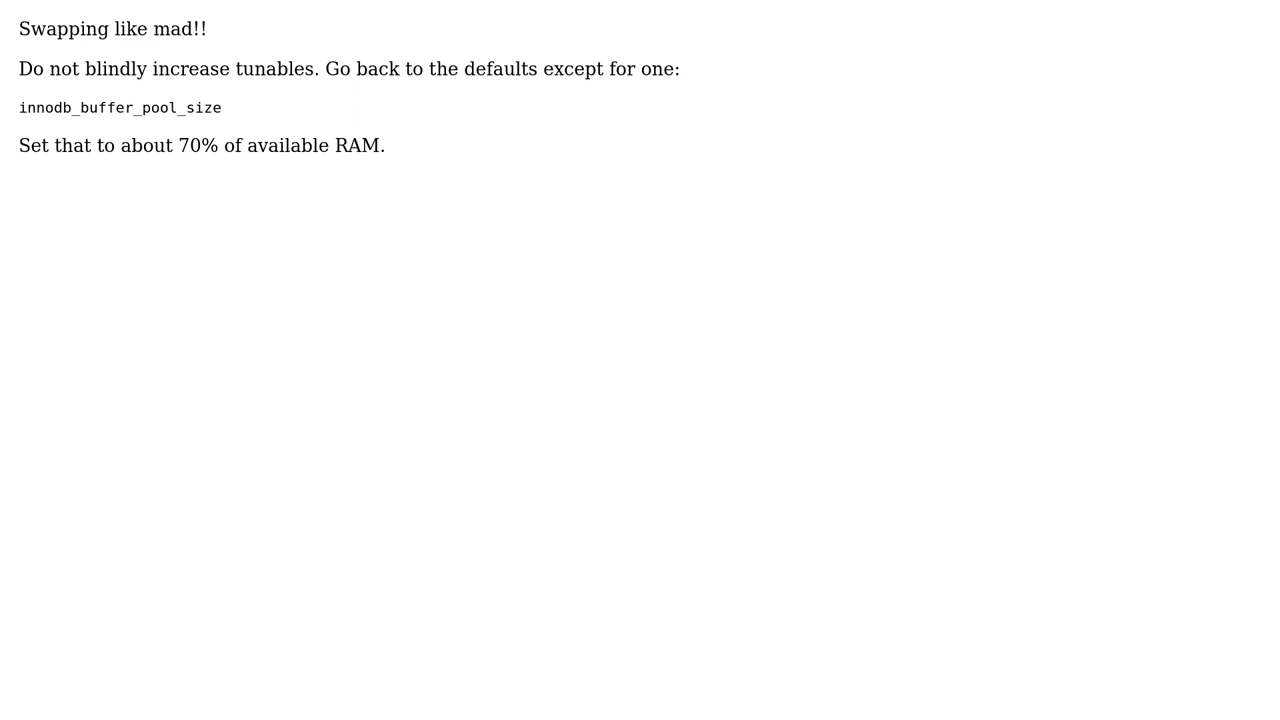 Swapping like mad!!
Do not blindly increase tunables. Go back to the defaults except for one:
innodb_buffer_pool_size
Set that to about 70% of available RAM.